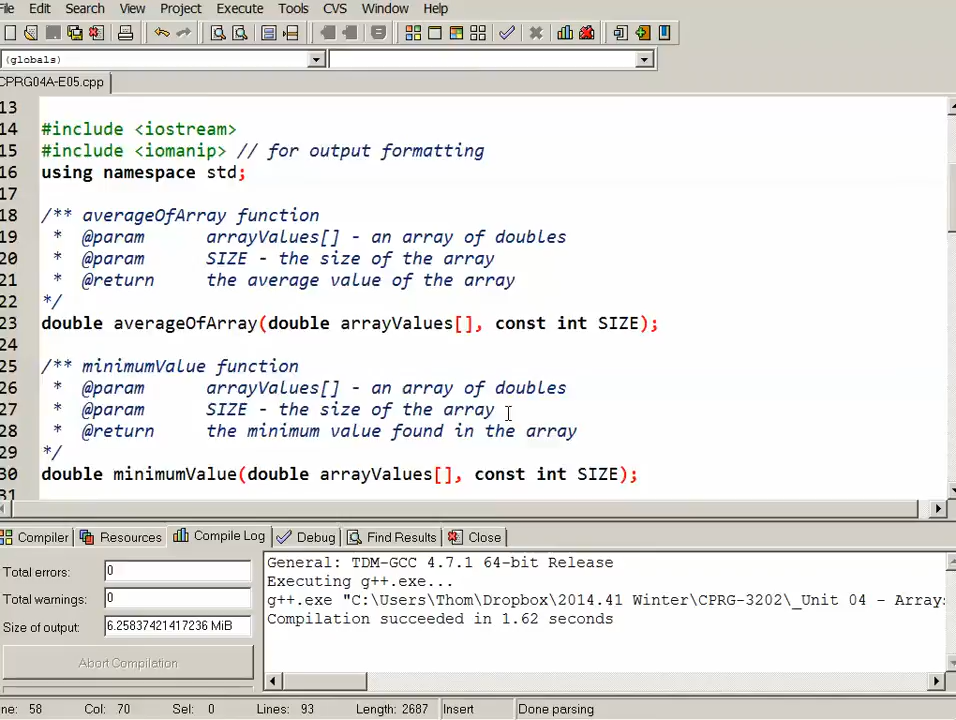 File Edit Search View Project Execute Tools CVS Window Help
(globals)
CPRG04A-E05.cpp
13
14 #include <iostream>
15 #include <iomanip> // for output formatting
16 using namespace std;
17
18 /** averageOfArray function
19 * @param arrayValues[] - an array of doubles
20 * @param SIZE - the size of the array
21 * @return the average value of the array
22 */
23 double averageOfArray(double arrayValues[], const int SIZE);
24
25 /** minimumValue function
26 * @param arrayValues[] - an array of doubles
27 * @param SIZE - the size of the array
28 * @return the minimum value found in the array
29 */
30 double minimumValue(double arrayValues[], const int SIZE);
31
Compiler Resources Compile Log Debug Find Results Close
Total errors: 0
Total warnings: 0
Size of output: 6.25837421417236 MiB
Abort Compilation
General: TDM-GCC 4.7.1 64-bit Release
Executing g++.exe...
g++.exe "C:\Users\Thom\Dropbox\2014.41 Winter\CPRG-3202\_Unit 04 - Arrays
Compilation succeeded in 1.62 seconds
ne: 58 Col: 70 Sel: 0 Lines: 93 Length: 2687 Insert Done parsing